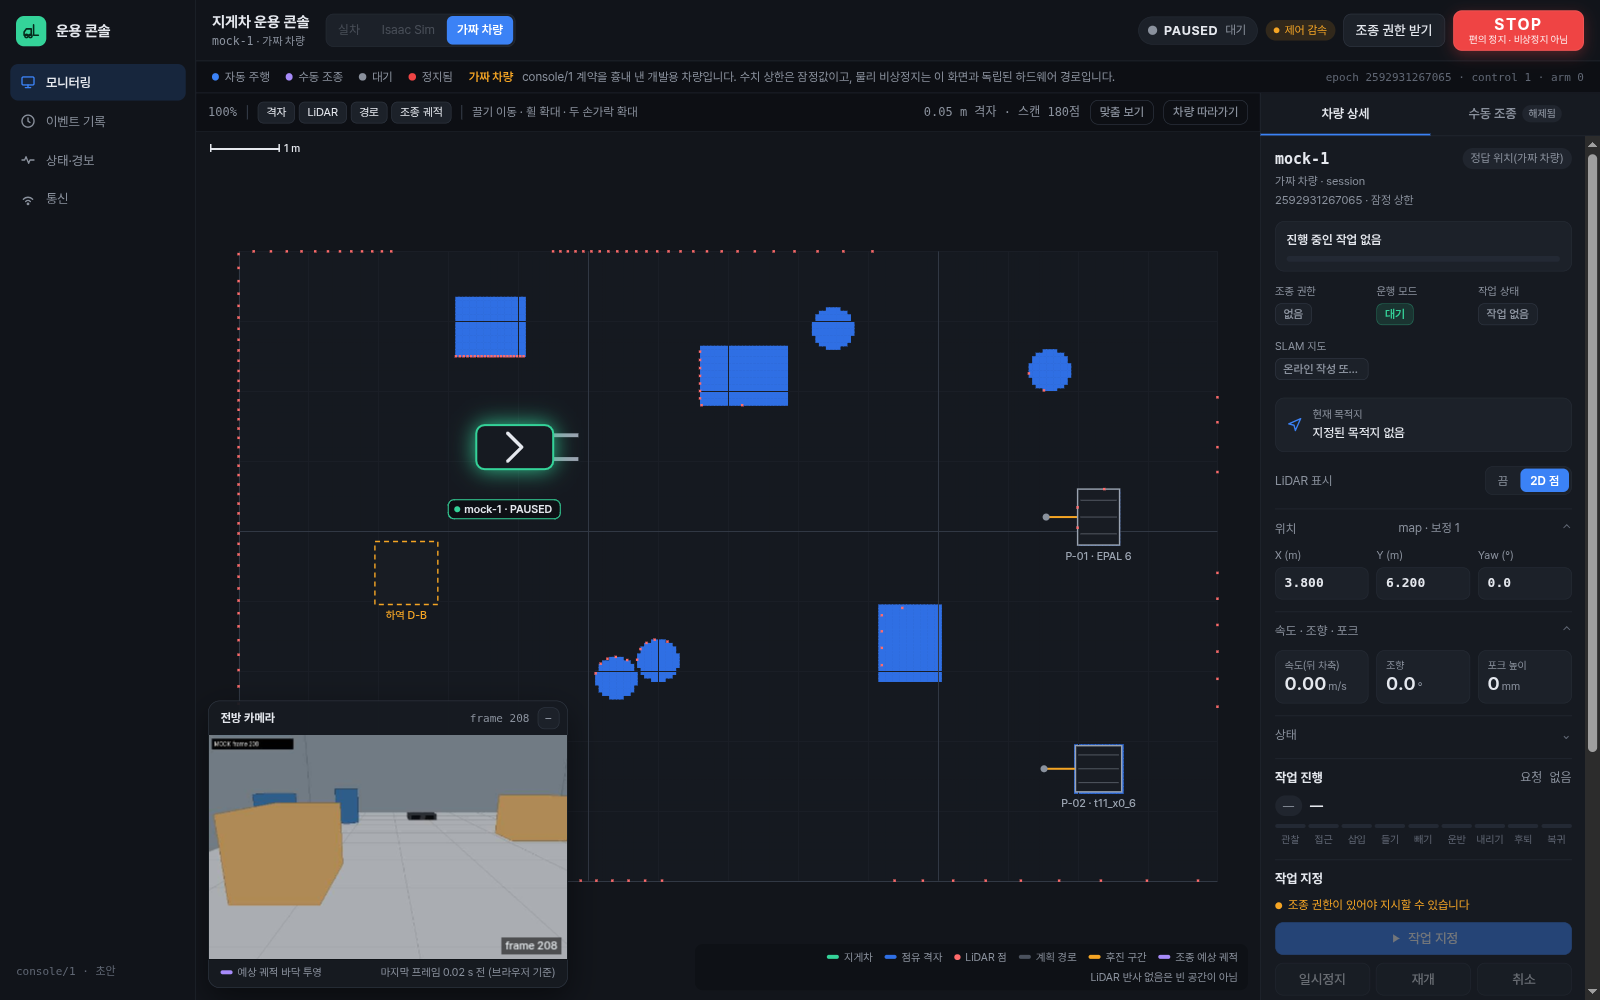 운용 콘솔
모니터링
이벤트 기록
상태·경보
통신
console/1 · 초안
지게차 운용 콘솔
mock-1 · 가짜 차량
실차
Isaac Sim
가짜 차량
PAUSED 대기
제어 감속
조종 권한 받기
STOP
편의 정지 · 비상정지 아님
자동 주행
수동 조종
대기
정지됨
가짜 차량 console/1 계약을 흉내 낸 개발용 차량입니다. 수치 상한은 잠정값이고, 물리 비상정지는 이 화면과 독립된 하드웨어 경로입니다.
epoch 2592931267065 · control 1 · arm 0
100%
격자
LiDAR
경로
조종 궤적
끌기 이동 · 휠 확대 · 두 손가락 확대
0.05 m 격자 · 스캔 180점
맞춤 보기
차량 따라가기
1 m
mock-1 · PAUSED
하역 D-B
P-01 · EPAL 6
P-02 · t11_x0_6
전방 카메라
frame 208
–
MOCK frame 208
frame 208
예상 궤적 바닥 투영
마지막 프레임 0.02 s 전 (브라우저 기준)
지게차
점유 격자
LiDAR 점
계획 경로
후진 구간
조종 예상 궤적
LiDAR 반사 없음은 빈 공간이 아님
차량 상세
수동 조종 해제됨
mock-1
정답 위치(가짜 차량)
가짜 차량 · session
2592931267065 · 잠정 상한
진행 중인 작업 없음
조종 권한
운행 모드
작업 상태
없음
대기
작업 없음
SLAM 지도
온라인 작성 또...
현재 목적지
지정된 목적지 없음
LiDAR 표시
끔
2D 점
위치
map · 보정 1
X (m)
Y (m)
Yaw (°)
3.800
6.200
0.0
속도 · 조향 · 포크
속도(뒤 차축)
조향
포크 높이
0.00 m/s
0.0 °
0 mm
상태
작업 진행
요청 없음
— —
관찰
접근
삽입
들기
빼기
운반
내리기
후퇴
복귀
작업 지정
조종 권한이 있어야 지시할 수 있습니다
작업 지정
일시정지
재개
취소